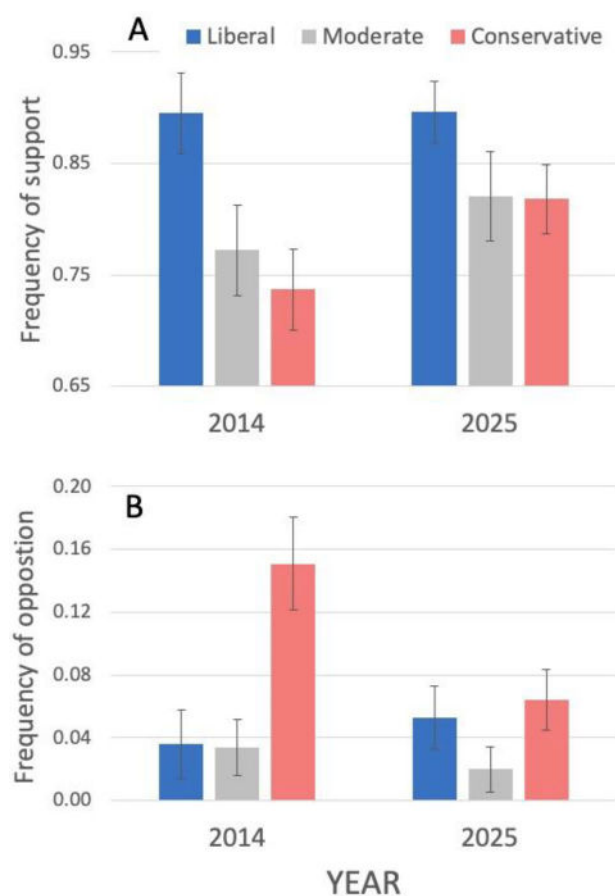 A
Liberal Moderate Conservative
Frequency of support
0.95
0.85
0.75
0.65
2014 2025
B
Frequency of oppostion
0.20
0.16
0.12
0.08
0.04
0.00
2014 2025
YEAR